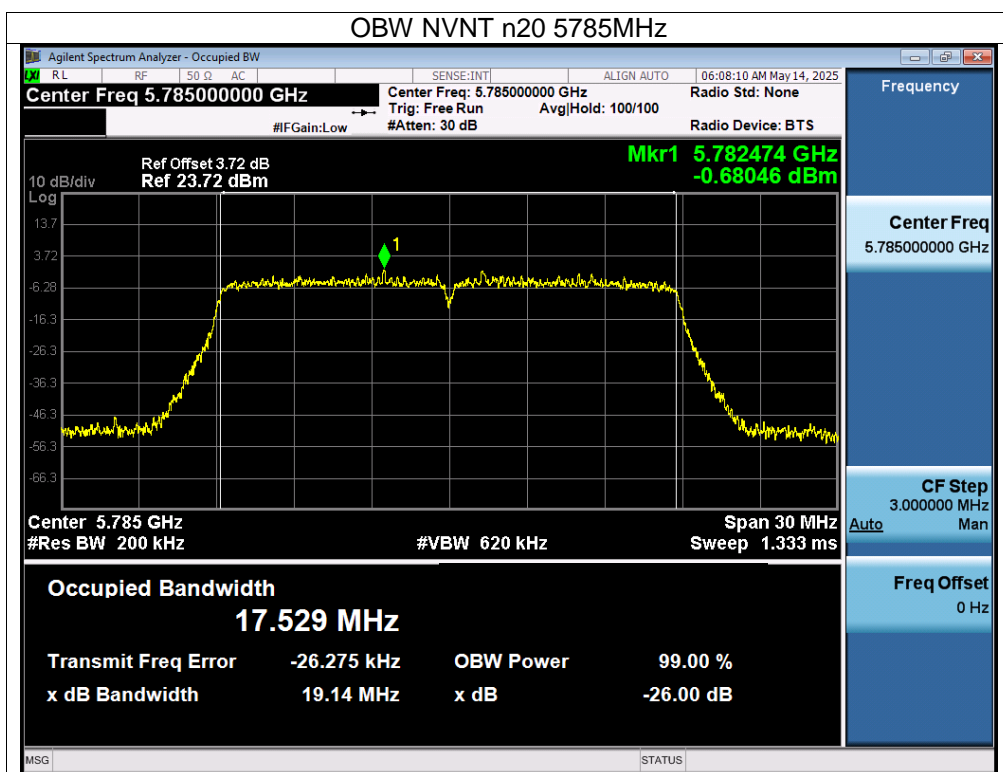 OBW NVNT n20 5785MHz
Agilent Spectrum Analyzer - Occupied BW
LXI RL RF 50 Ω AC SENSE:INT ALIGN AUTO 06:08:10 AM May 14, 2025
Center Freq 5.785000000 GHz
#IFGain:Low
Center Freq: 5.785000000 GHz
Trig: Free Run Avg|Hold: 100/100
#Atten: 30 dB
Radio Std: None
Radio Device: BTS
Ref Offset 3.72 dB
10 dB/div Ref 23.72 dBm
Mkr1 5.782474 GHz
-0.68046 dBm
Log
13.7
3.72
-6.28
-16.3
-26.3
-36.3
-46.3
-56.3
-66.3
1
Center 5.785 GHz Span 30 MHz
#Res BW 200 kHz #VBW 620 kHz Sweep 1.333 ms
Occupied Bandwidth
17.529 MHz
Transmit Freq Error -26.275 kHz OBW Power 99.00 %
x dB Bandwidth 19.14 MHz x dB -26.00 dB
Frequency
Center Freq
5.785000000 GHz
CF Step
3.000000 MHz
Auto Man
Freq Offset
0 Hz
MSG STATUS